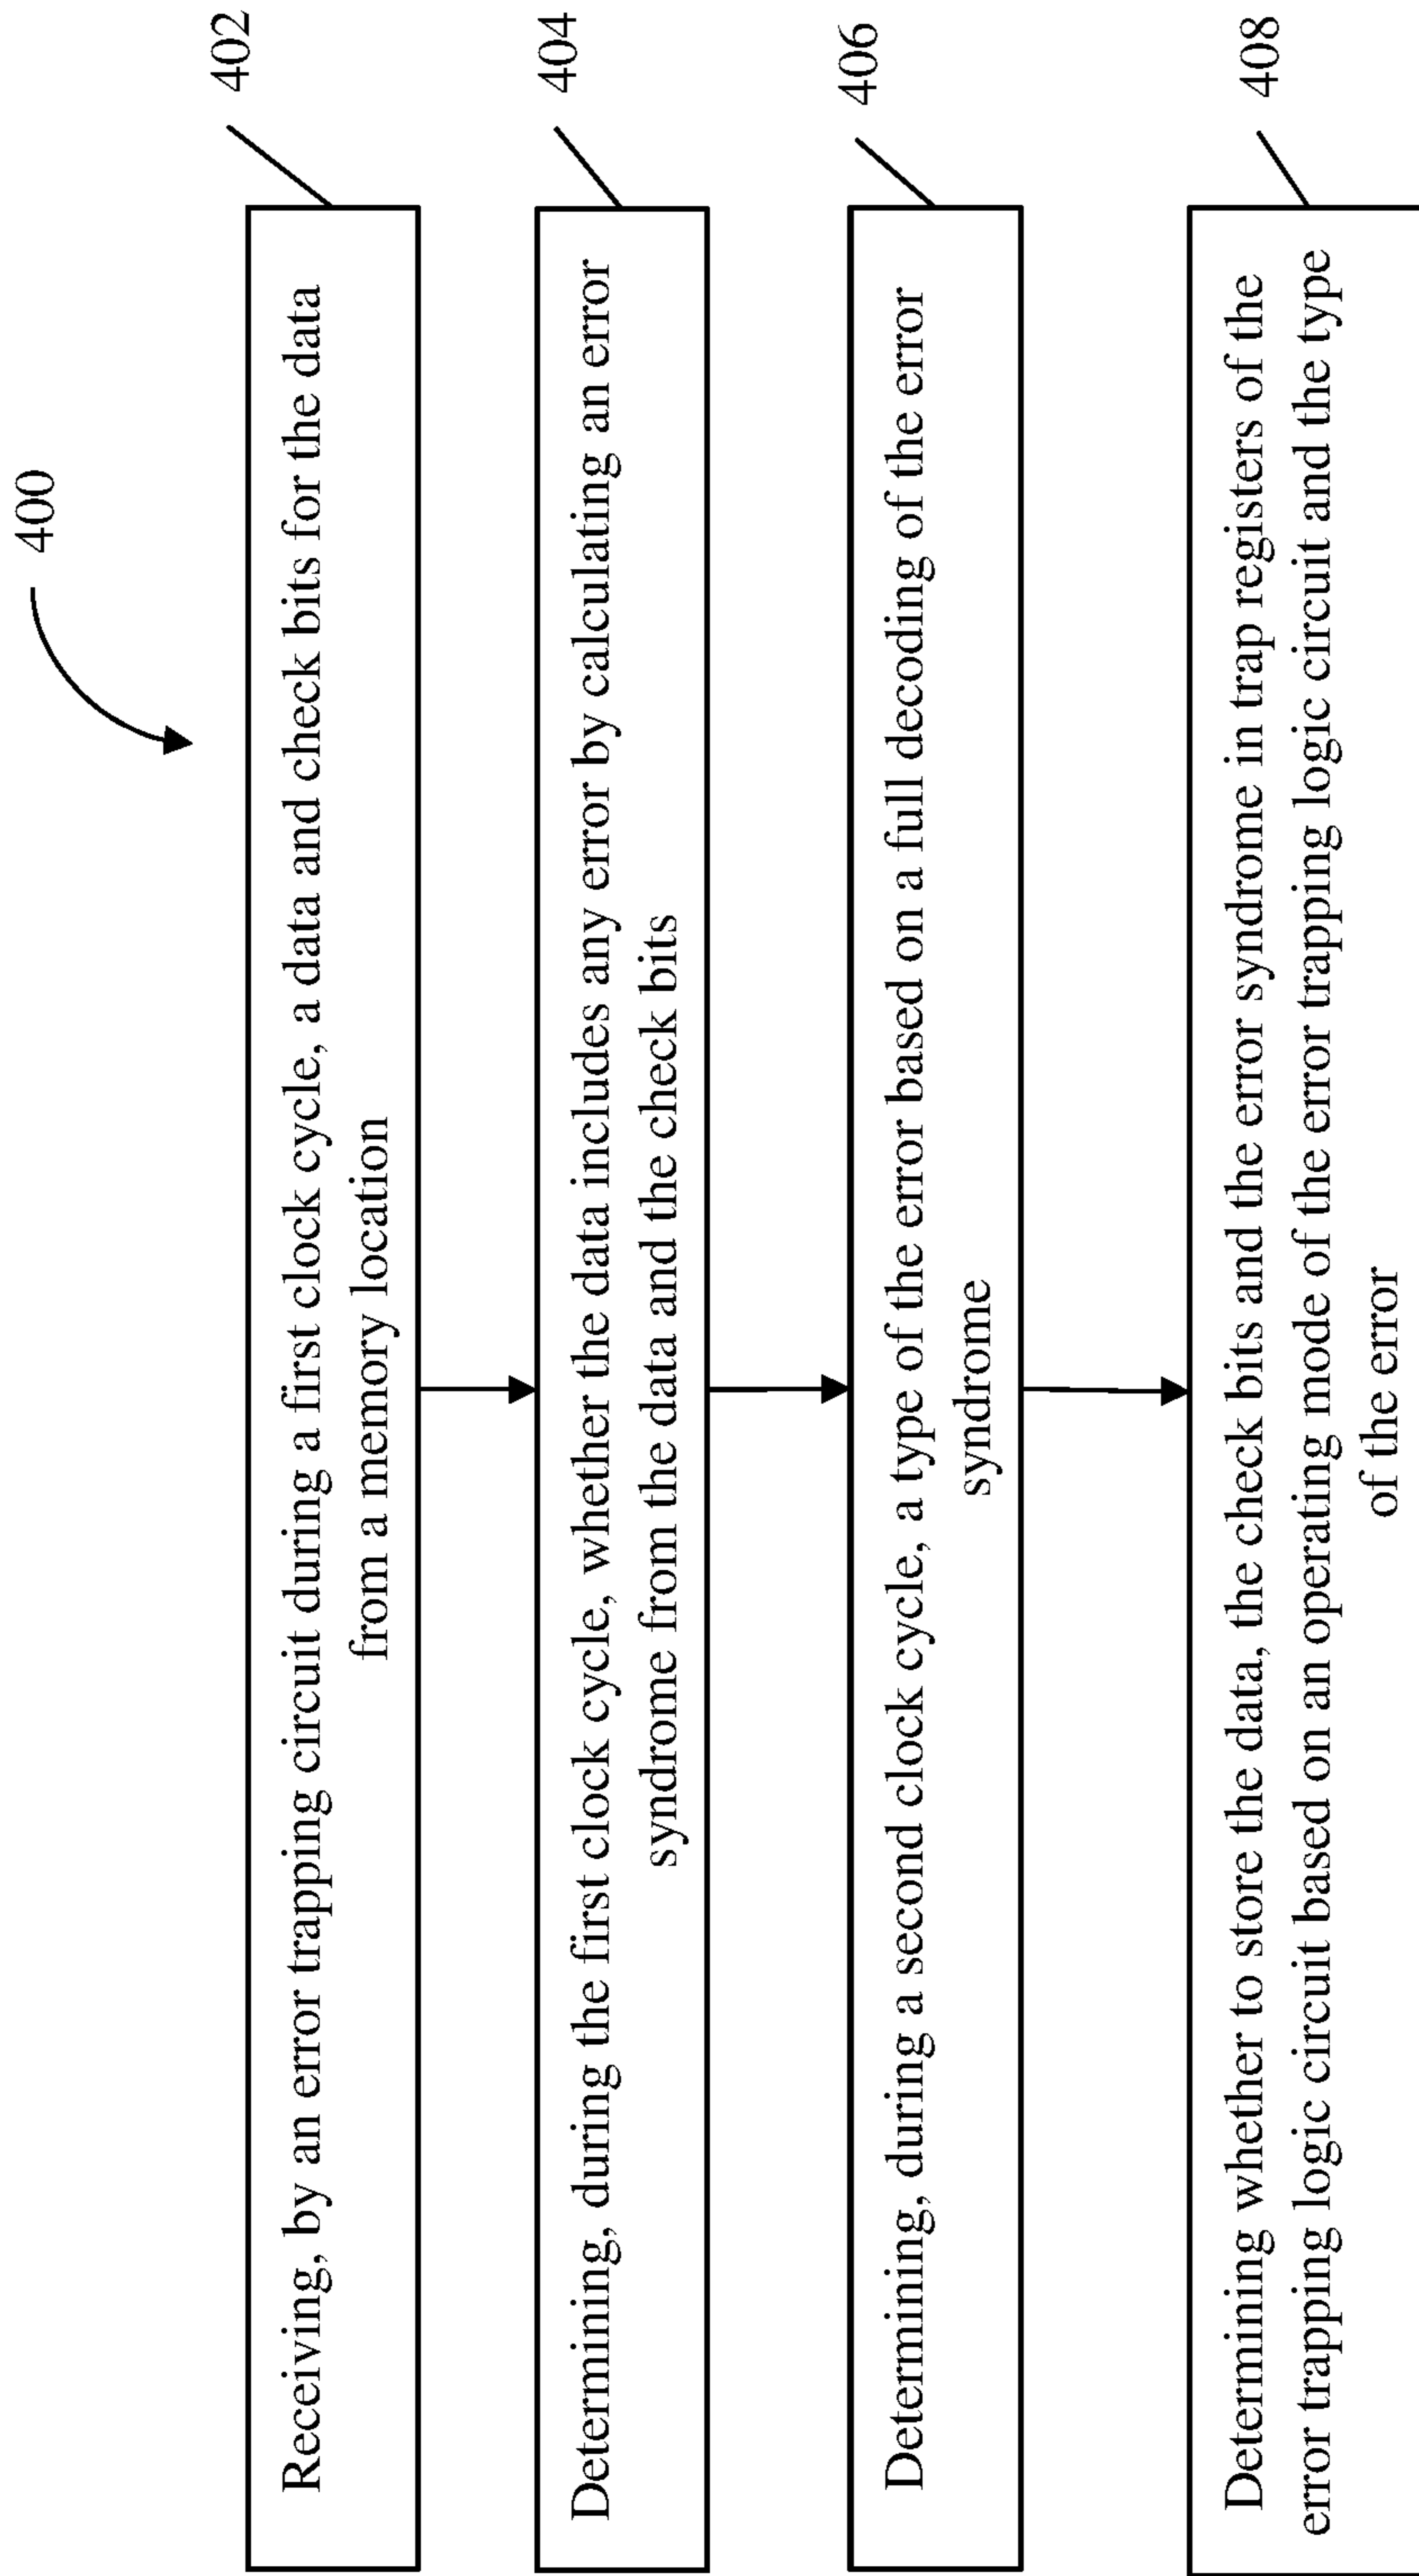 400
402
Receiving, by an error trapping circuit during a first clock cycle, a data and check bits for the data
from a memory location
404
Determining, during the first clock cycle, whether the data includes any error by calculating an error
syndrome from the data and the check bits
406
Determining, during a second clock cycle, a type of the error based on a full decoding of the error
syndrome
408
Determining whether to store the data, the check bits and the error syndrome in trap registers of the
error trapping logic circuit based on an operating mode of the error trapping logic circuit and the type
of the error